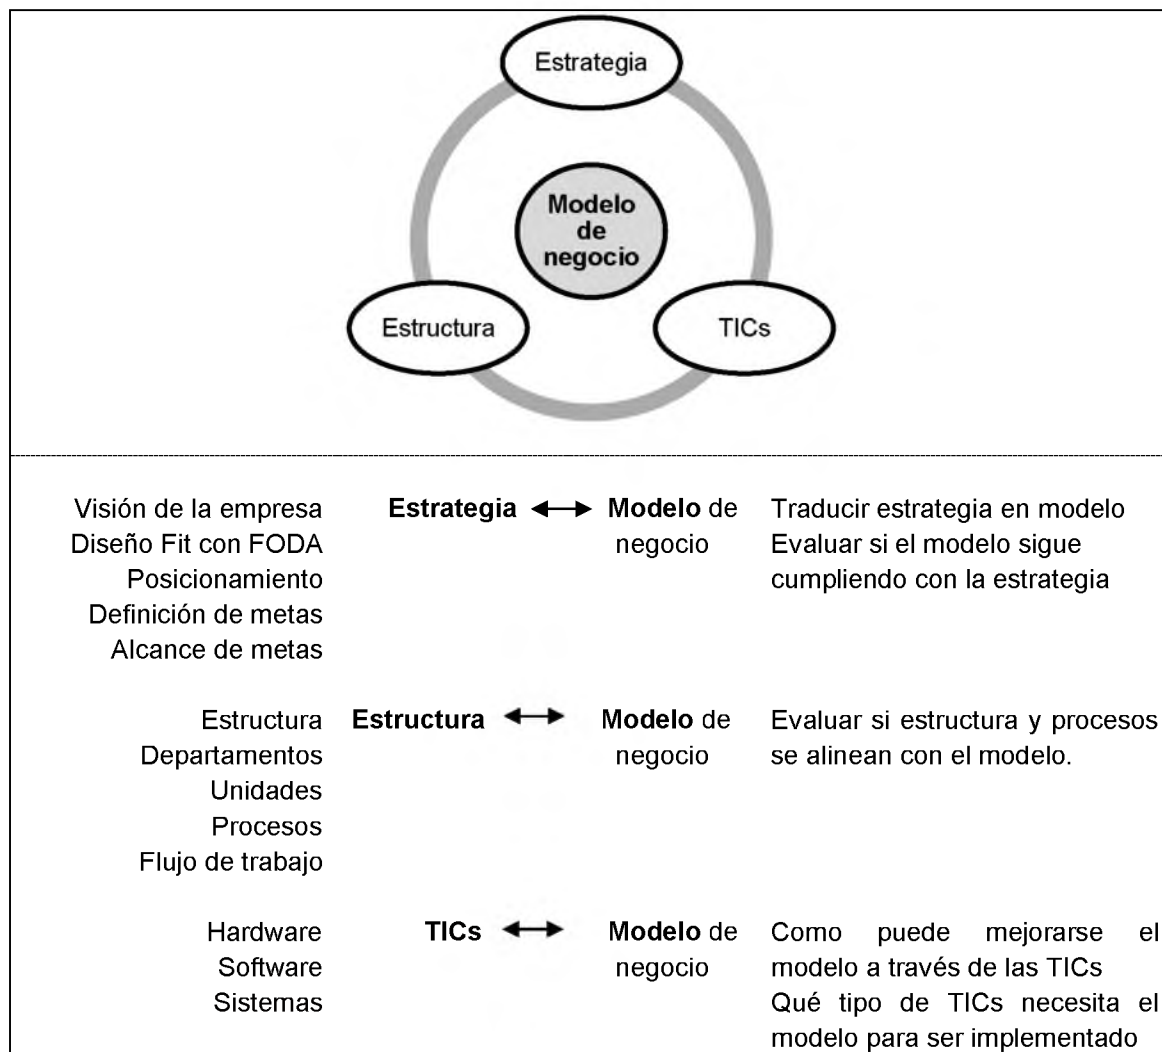 Estrategia
Modelo
de
negocio
Estructura
TICs
Visión de la empresa
Diseño Fit con FODA
Posicionamiento
Definición de metas
Alcance de metas
Estrategia
Modelo de
negocio
Traducir estrategia en modelo
Evaluar si el modelo sigue
cumpliendo con la estrategia
Estructura
Departamentos
Unidades
Procesos
Flujo de trabajo
Estructura
Modelo de
negocio
Evaluar si estructura y procesos
se alinean con el modelo.
Hardware
Software
Sistemas
TICs
Modelo de
negocio
Como puede mejorarse el
modelo a través de las TICs
Qué tipo de TICs necesita el
modelo para ser implementado